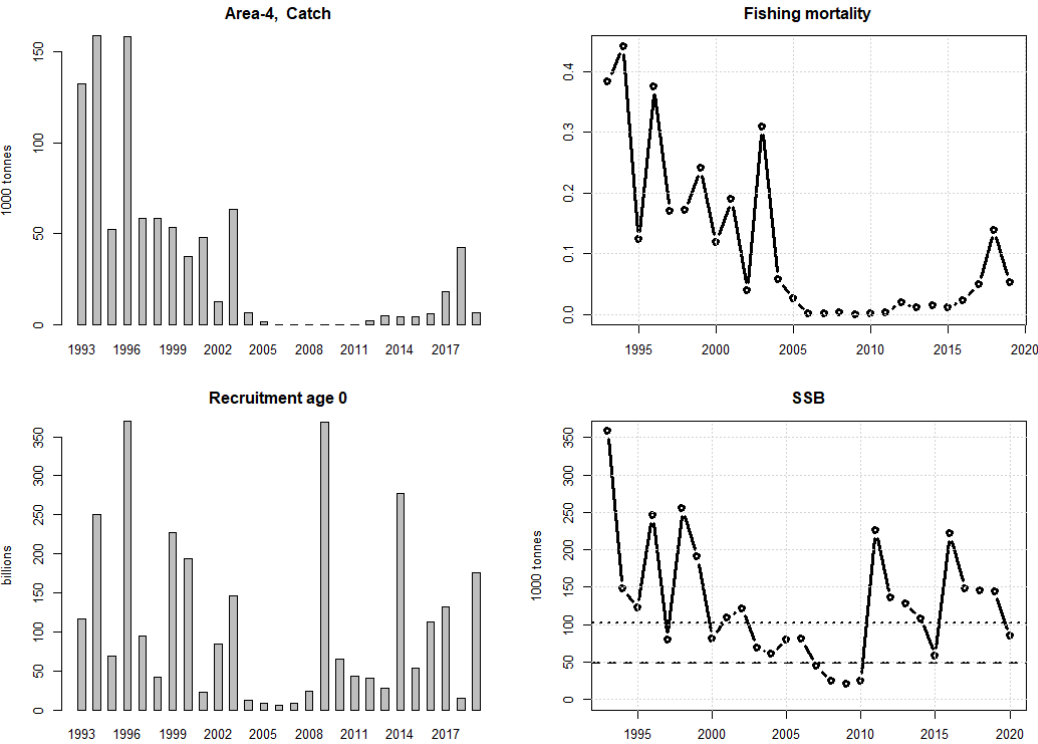 Area-4, Catch
1000 tonnes
150
100
50
0
1993 1996 1999 2002 2005 2008 2011 2014 2017
Fishing mortality
0.4
0.3
0.2
0.1
0.0
1995 2000 2005 2010 2015 2020
Recruitment age 0
billions
350
300
250
200
150
100
50
0
1993 1996 1999 2002 2005 2008 2011 2014 2017
SSB
1000 tonnes
350
300
250
200
150
100
50
0
1995 2000 2005 2010 2015 2020